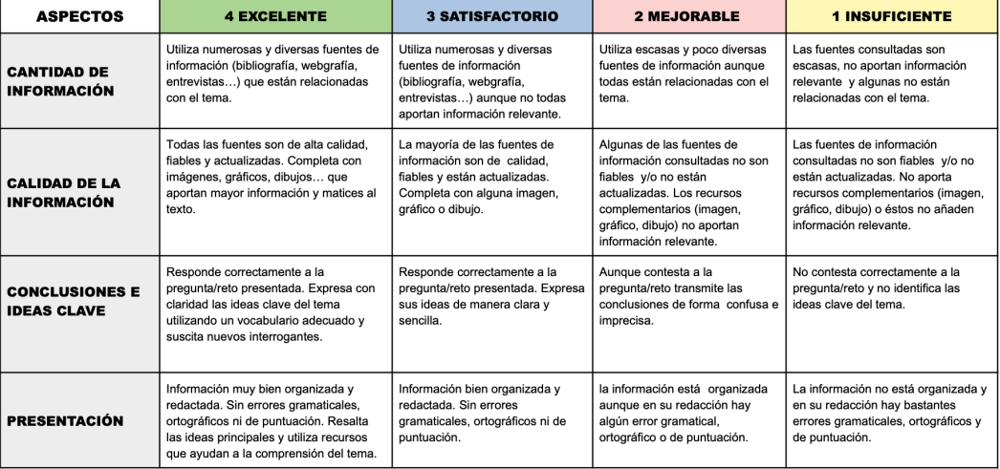 ASPECTOS
4 EXCELENTE
3 SATISFACTORIO
2 MEJORABLE
1 INSUFICIENTE
CANTIDAD DE
INFORMACIÓN
Utiliza numerosas y diversas fuentes de
información (bibliografía, webgrafía,
entrevistas…) que están relacionadas
con el tema.
Utiliza numerosas y diversas
fuentes de información
(bibliografía, webgrafía,
entrevistas…) aunque no todas
aportan información relevante.
Utiliza escasas y poco diversas
fuentes de información aunque
todas están relacionadas con el
tema.
Las fuentes consultadas son
escasas, no aportan información
relevante y algunas no están
relacionadas con el tema.
CALIDAD DE LA
INFORMACIÓN
Todas las fuentes son de alta calidad,
fiables y actualizadas. Completa con
imágenes, gráficos, dibujos… que
aportan mayor información y matices al
texto.
La mayoría de las fuentes de
información son de calidad,
fiables y están actualizadas.
Completa con alguna imagen,
gráfico o dibujo.
Algunas de las fuentes de
información consultadas no son
fiables y/o no están
actualizadas. Los recursos
complementarios (imagen,
gráfico, dibujo) no aportan
información relevante.
Las fuentes de información
consultadas no son fiables y/o no
están actualizadas. No aporta
recursos complementarios (imagen,
gráfico, dibujo) o éstos no añaden
información relevante.
CONCLUSIONES E
IDEAS CLAVE
Responde correctamente a la
pregunta/reto presentada. Expresa con
claridad las ideas clave del tema
utilizando un vocabulario adecuado y
suscita nuevos interrogantes.
Responde correctamente a la
pregunta/reto presentada. Expresa
sus ideas de manera clara y
sencilla.
Aunque contesta a la
pregunta/reto transmite las
conclusiones de forma confusa e
imprecisa.
No contesta correctamente a la
pregunta/reto y no identifica las
ideas clave del tema.
PRESENTACIÓN
Información muy bien organizada y
redactada. Sin errores gramaticales,
ortográficos ni de puntuación. Resalta
las ideas principales y utiliza recursos
que ayudan a la comprensión del tema.
Información bien organizada y
redactada. Sin errores
gramaticales, ortográficos ni de
puntuación.
la información está organizada
aunque en su redacción hay
algún error gramatical,
ortográfico o de puntuación.
La información no está organizada y
en su redacción hay bastantes
errores gramaticales, ortográficos y
de puntuación.